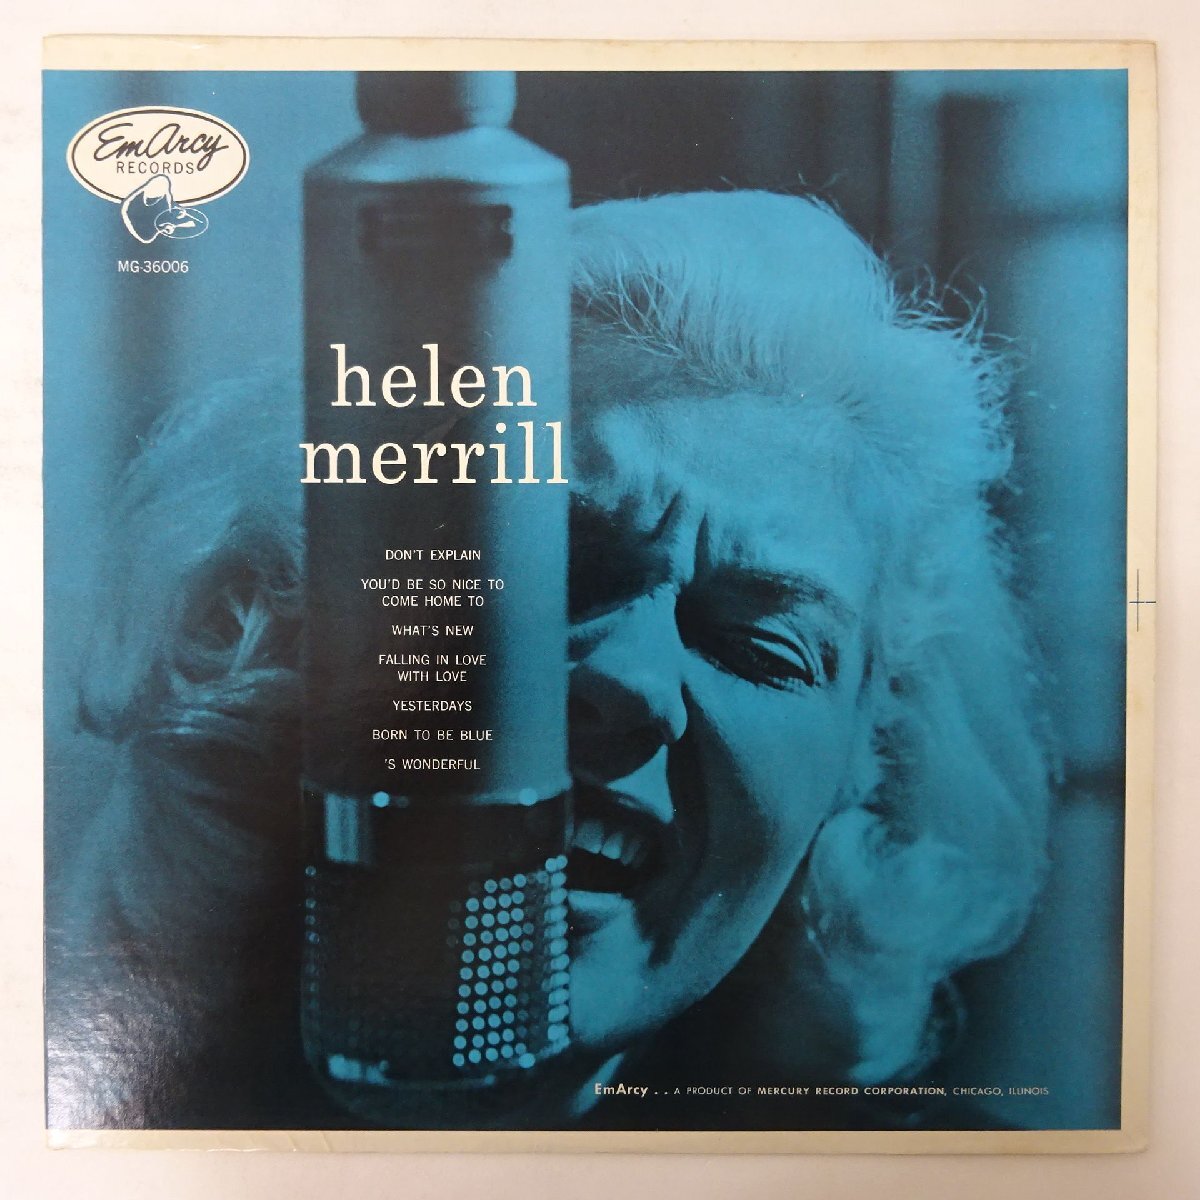 EmArcy
RECORDS
MG-36006
helen
merrill
DON'T EXPLAIN
YOU'D BE SO NICE TO
COME HOME TO
WHAT'S NEW
FALLING IN LOVE
WITH LOVE
YESTERDAYS
BORN TO BE BLUE
'S WONDERFUL
EmArcy . . A PRODUCT OF MERCURY RECORD CORPORATION, CHICAGO, ILLINOIS